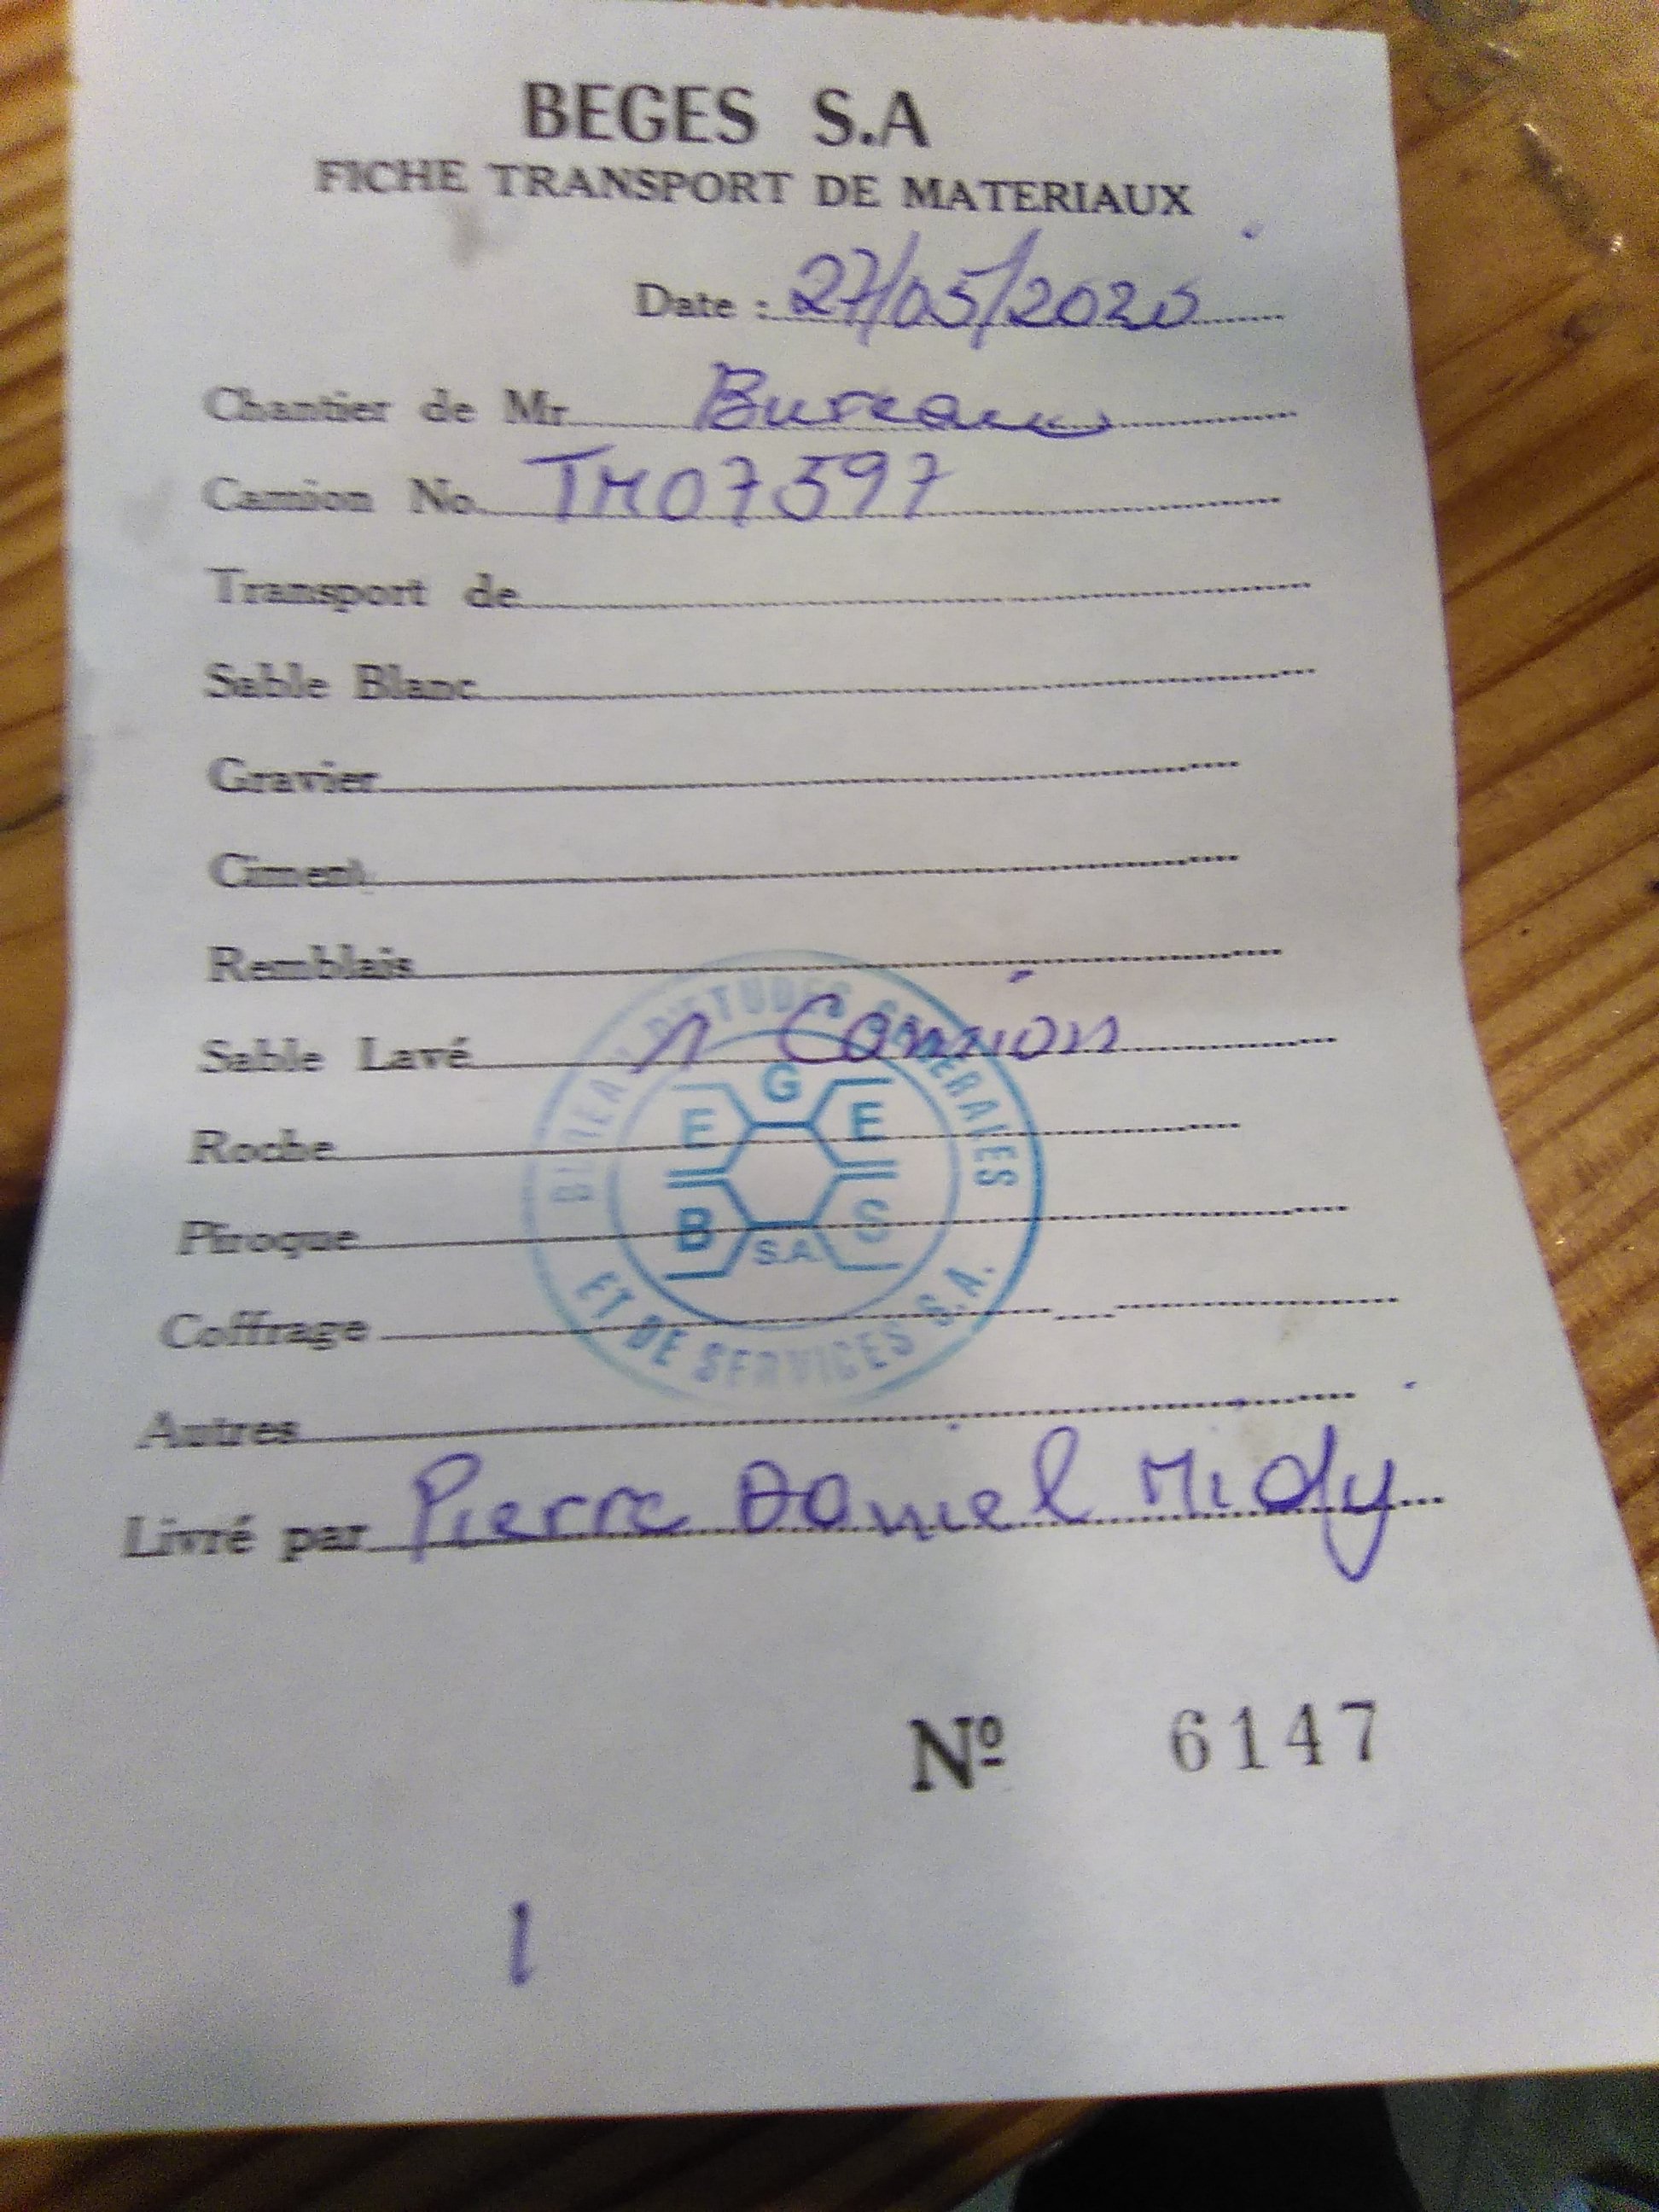 BEGES S.A
FICHE TRANSPORT DE MATERIAUX
Date : 27/05/2025
Chantier de Mr Bureau
Camion No TM07597
Transport de
Sable Blanc
Gravier
Ciment
Remblais
Sable Lavé 1 Camion
Roche
Piroque
Coffrage
Autres
Livré par Pierre Daniel Midy
Nº 6147
1
BUREAU D'ETUDES GENERALES
ET DE SERVICES S.A.
B E G E S
S.A